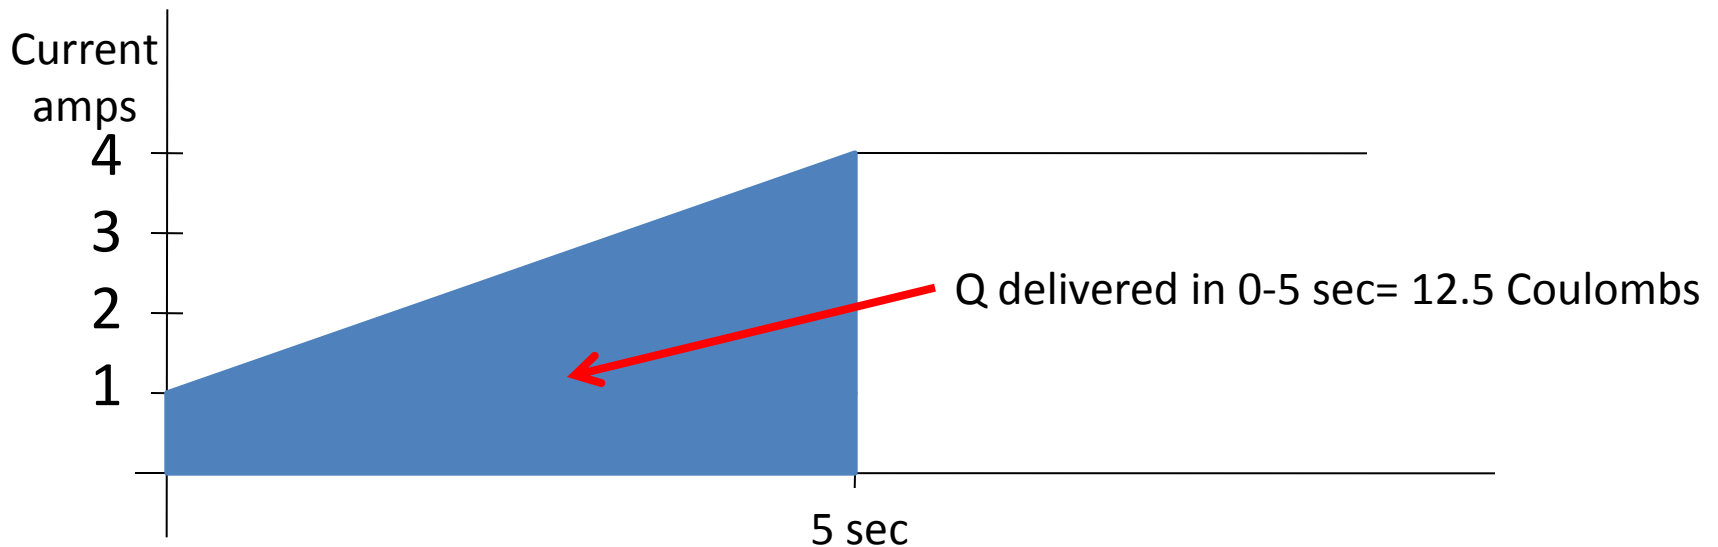 Current
amps
4
3
2
1
Q delivered in 0-5 sec= 12.5 Coulombs
5 sec